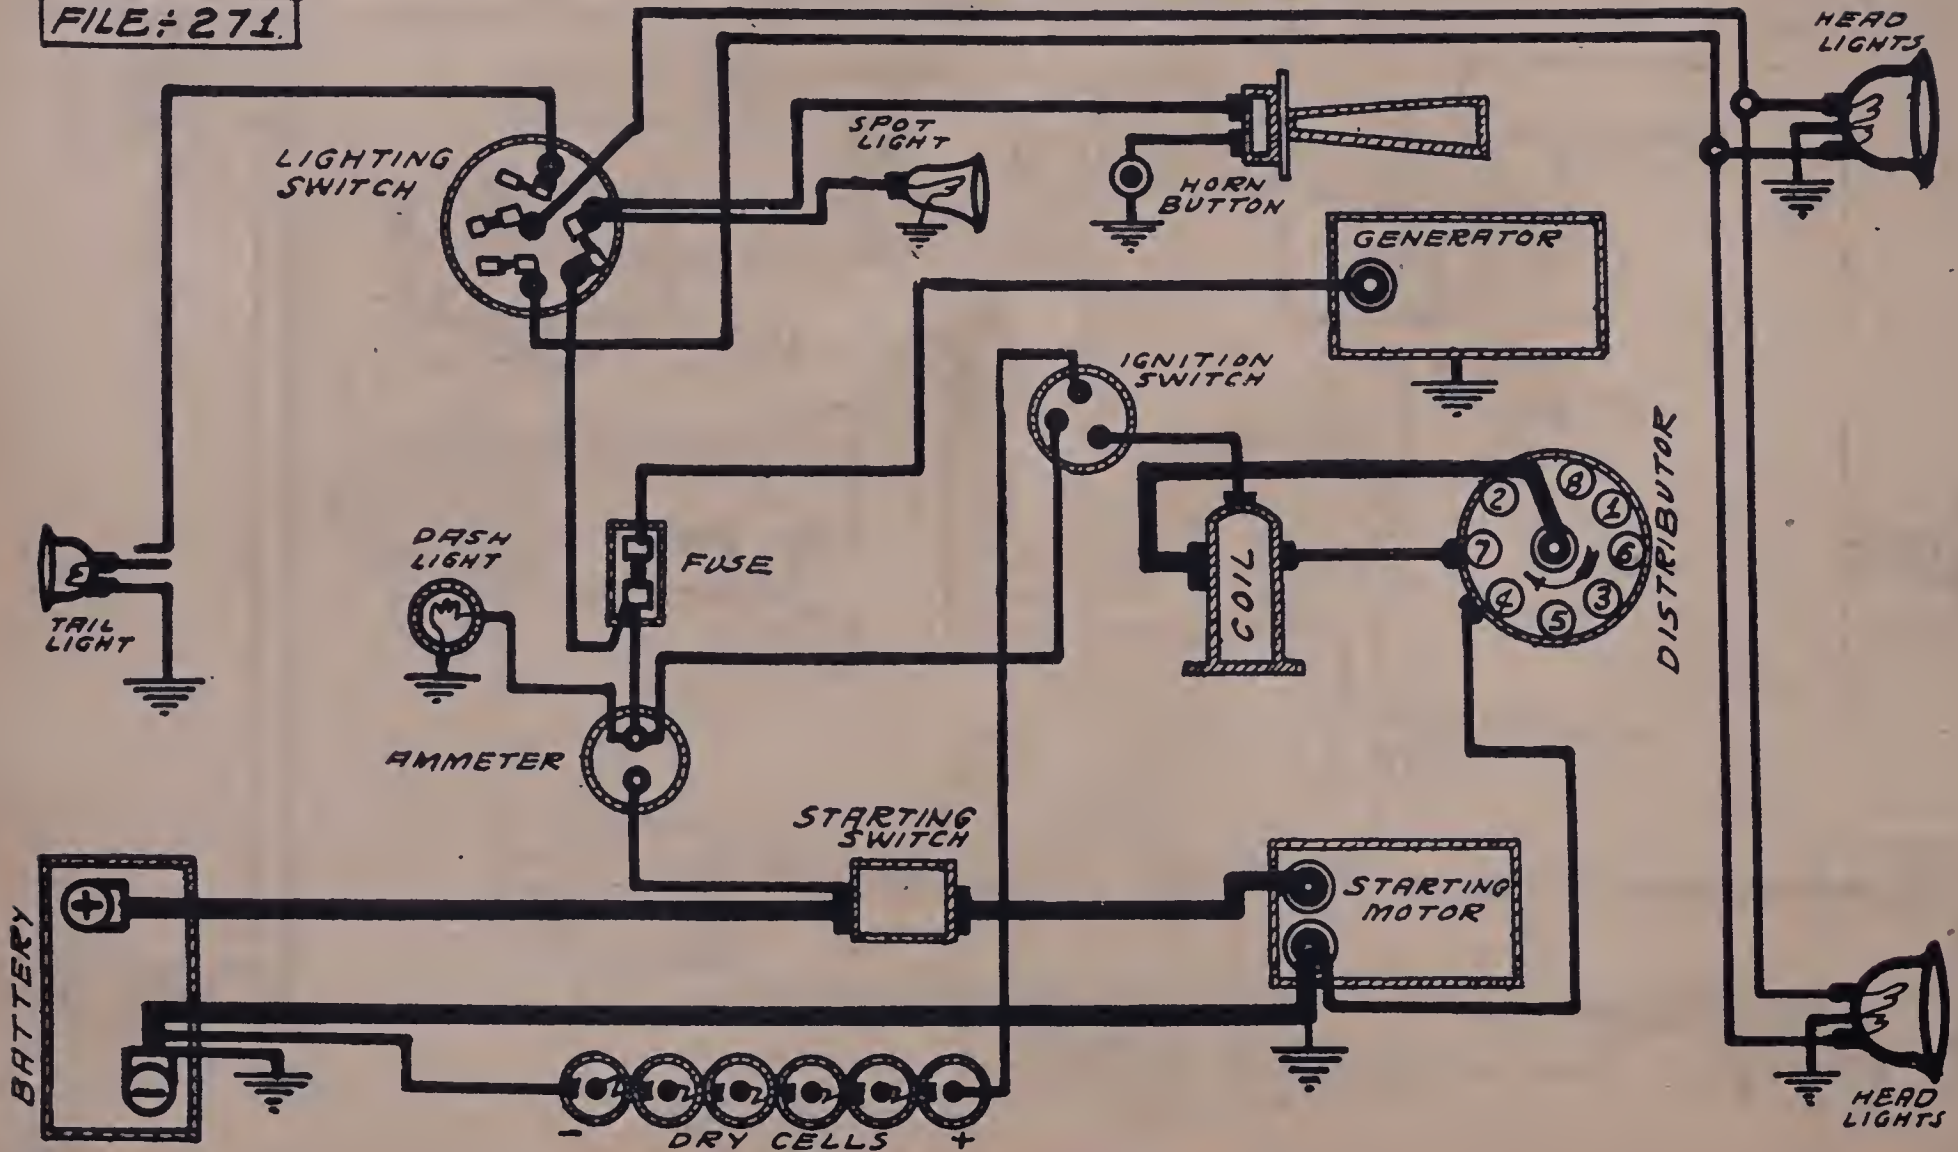 FILE÷271.
HEAD
LIGHTS
LIGHTING
SWITCH
SPOT
LIGHT
HORN
BUTTON
GENERATOR
IGNITION
SWITCH
DISTRIBUTOR
2
8
1
7
6
4
5
3
COIL
DASH
LIGHT
FUSE
TAIL
LIGHT
AMMETER
STARTING
SWITCH
STARTING
MOTOR
BATTERY
+
−
− DRY CELLS +
HEAD
LIGHTS